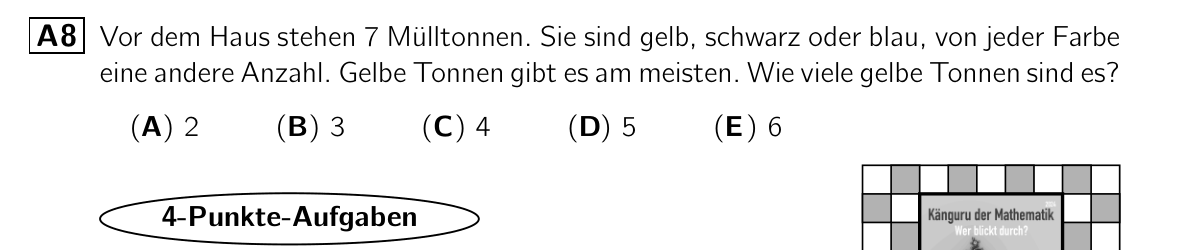 A8 Vor dem Haus stehen 7 Mülltonnen. Sie sind gelb, schwarz oder blau, von jeder Farbe
eine andere Anzahl. Gelbe Tonnen gibt es am meisten. Wie viele gelbe Tonnen sind es?
(A) 2 (B) 3 (C) 4 (D) 5 (E) 6
4-Punkte-Aufgaben
Känguru der Mathematik
Wer blickt durch?